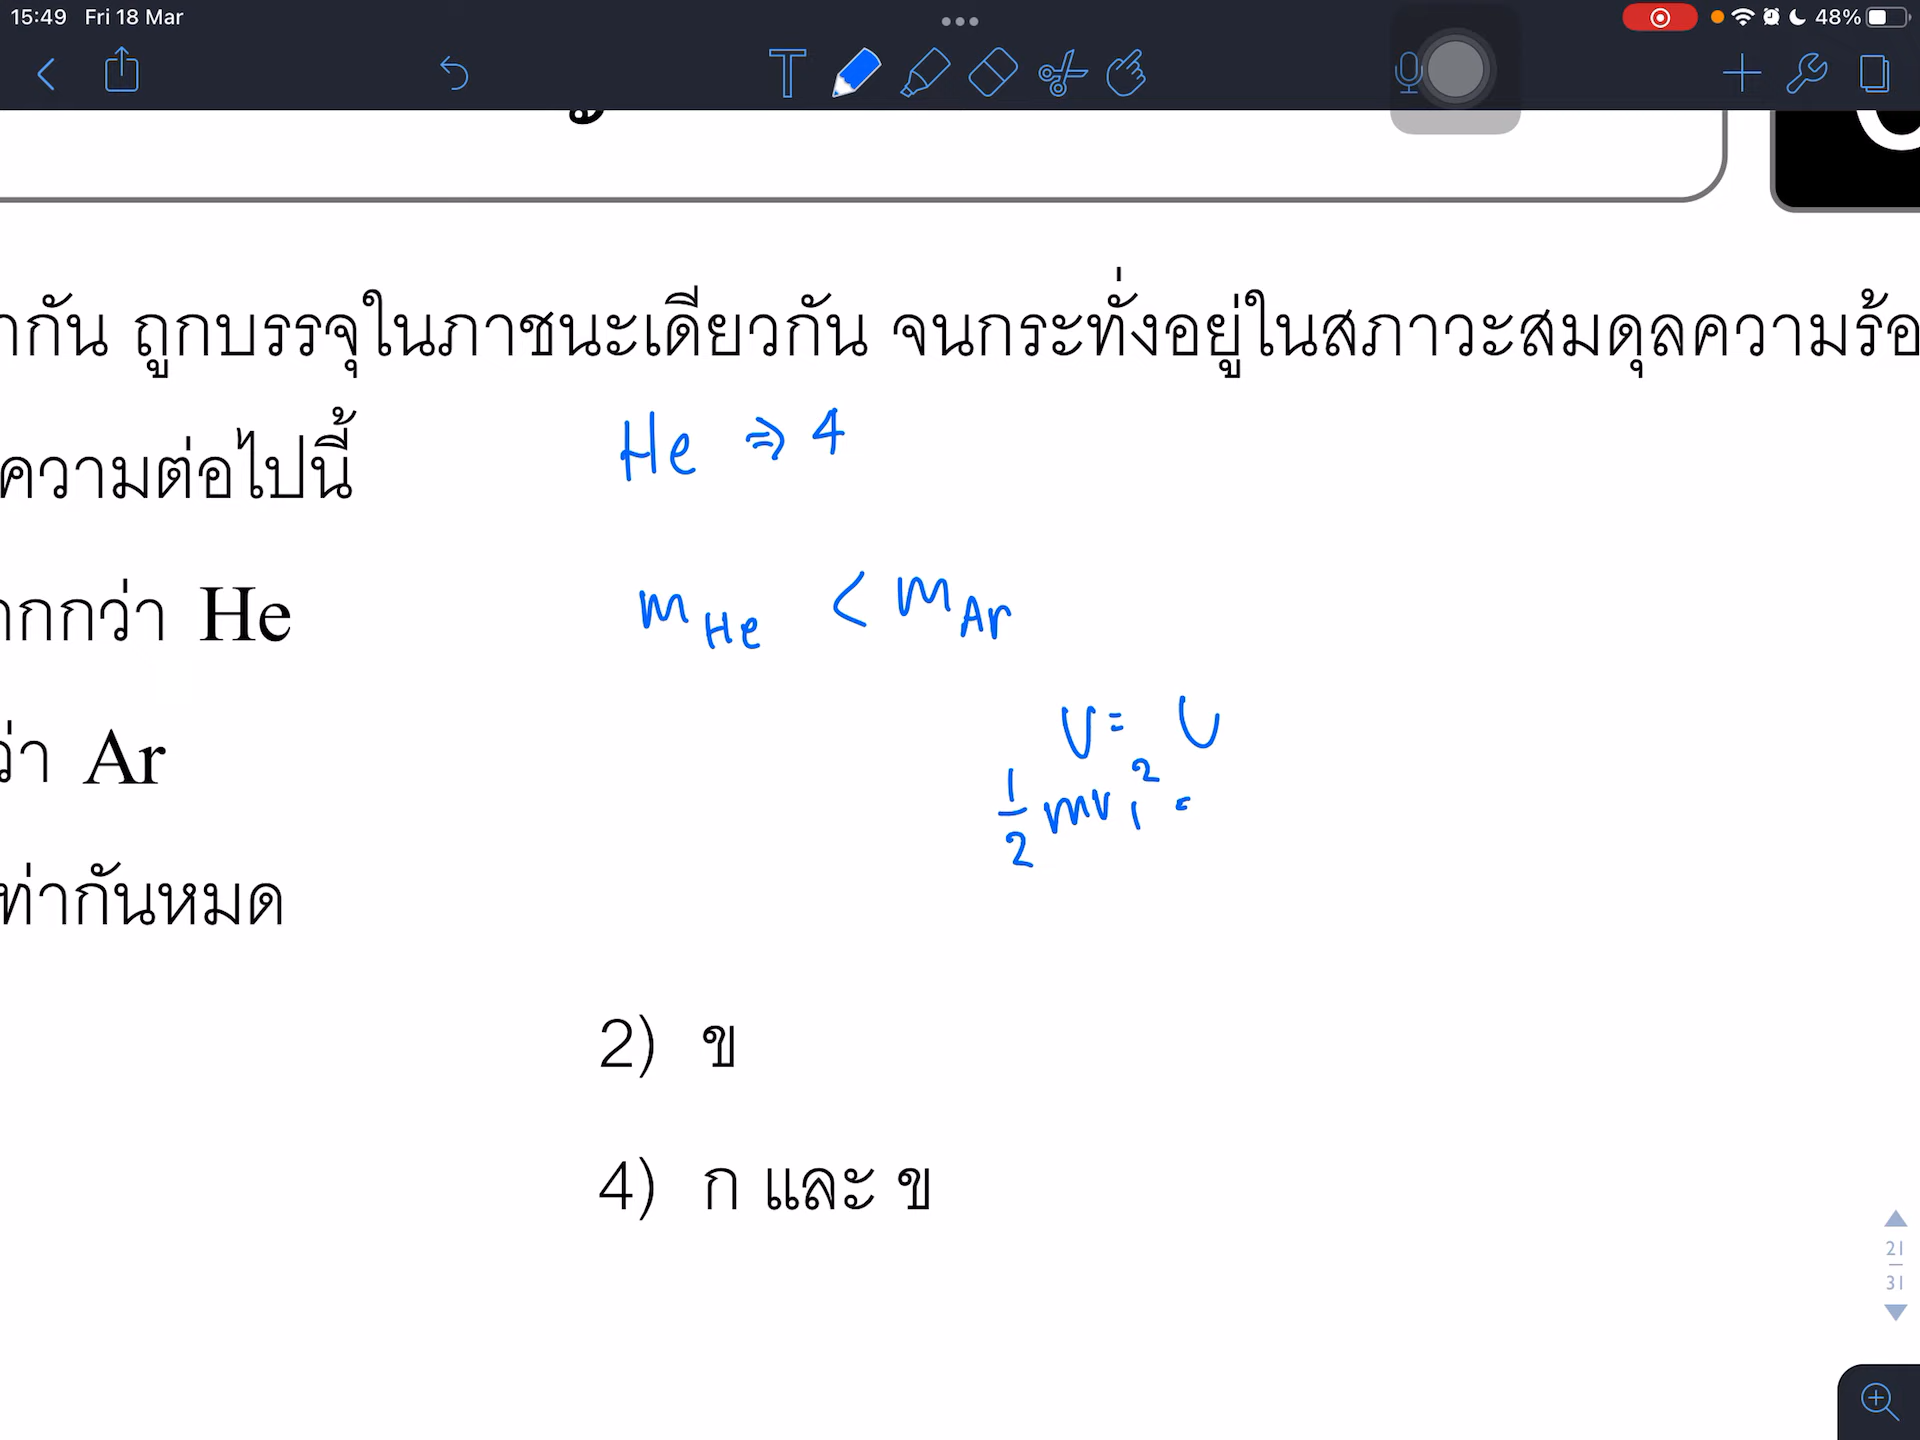 15:49 Fri 18 Mar
48%
ากัน ถูกบรรจุในภาชนะเดียวกัน จนกระทั่งอยู่ในสภาวะสมดุลความร้อ
He ⇒ 4
ความต่อไปนี้
ากกว่า He
m He < m Ar
ว่า Ar
U = U
1/2 mv₁² =
ท่ากันหมด
2) ข
4) ก และ ข
21
31